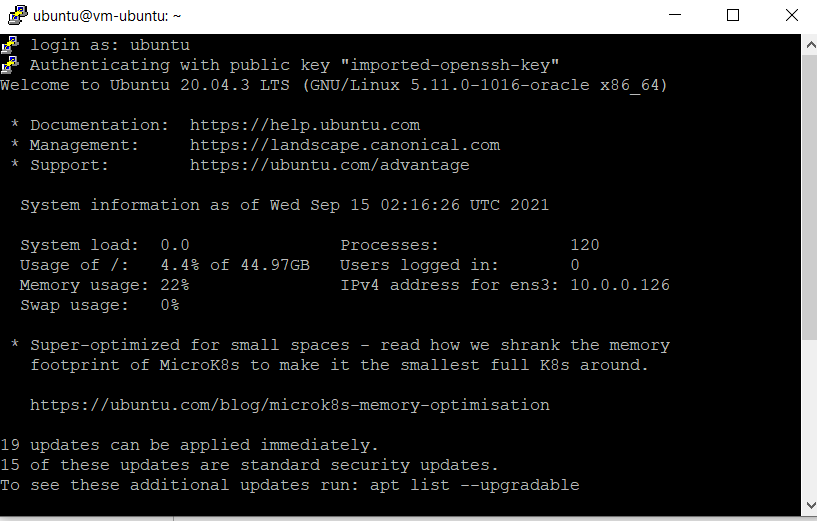 ubuntu@vm-ubuntu: ~
login as: ubuntu
Authenticating with public key "imported-openssh-key"
Welcome to Ubuntu 20.04.3 LTS (GNU/Linux 5.11.0-1016-oracle x86_64)
* Documentation:  https://help.ubuntu.com
* Management:     https://landscape.canonical.com
* Support:        https://ubuntu.com/advantage
System information as of Wed Sep 15 02:16:26 UTC 2021
System load:  0.0               Processes:             120
Usage of /:   4.4% of 44.97GB   Users logged in:       0
Memory usage: 22%               IPv4 address for ens3: 10.0.0.126
Swap usage:   0%
* Super-optimized for small spaces - read how we shrank the memory
footprint of MicroK8s to make it the smallest full K8s around.
https://ubuntu.com/blog/microk8s-memory-optimisation
19 updates can be applied immediately.
15 of these updates are standard security updates.
To see these additional updates run: apt list --upgradable